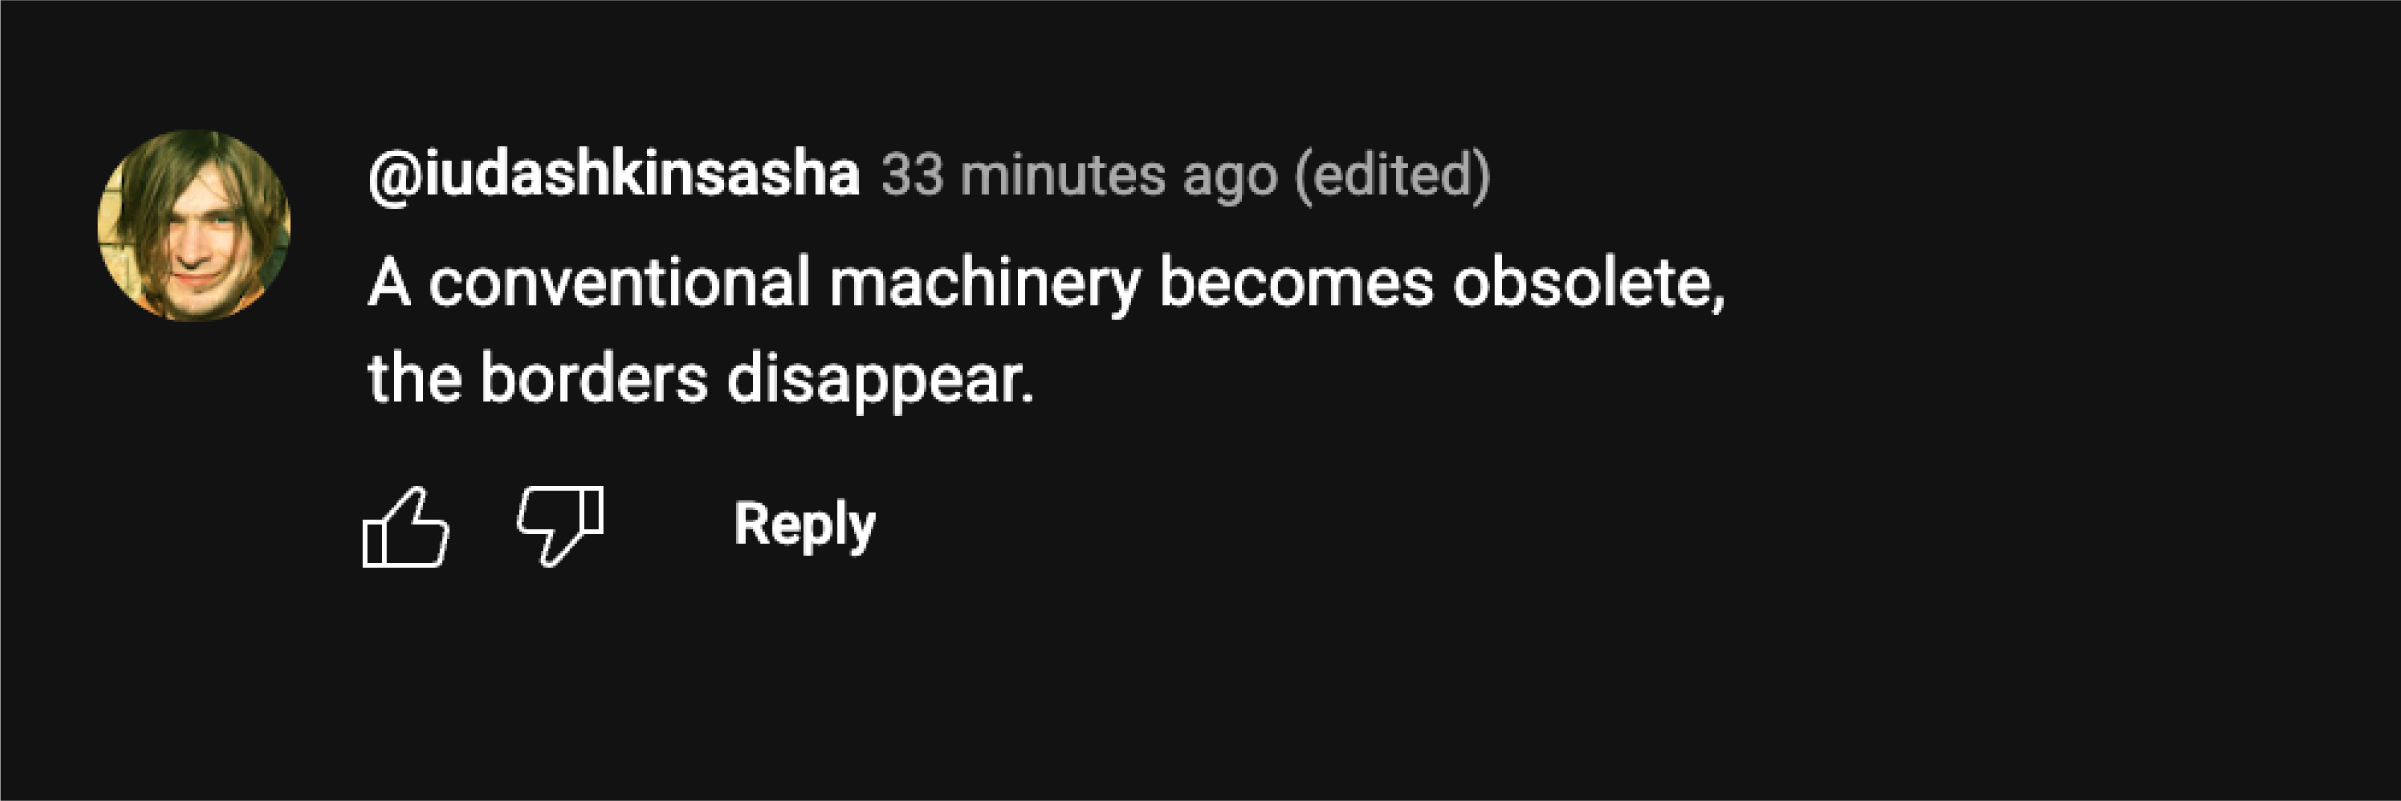 @iudashkinsasha 33 minutes ago (edited)
A conventional machinery becomes obsolete,
the borders disappear.
Reply